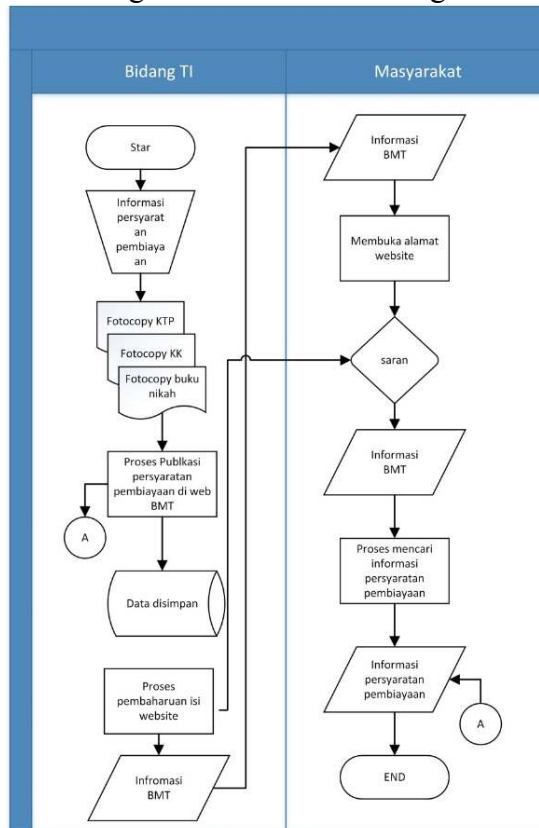 Bidang TI
Masyarakat
Star
Informasi
persyarat
an
pembiaya
an
Fotocopy KTP
Fotocopy KK
Fotocopy buku
nikah
Proses Publkasi
persyaratan
pembiayaan di web
BMT
A
Data disimpan
Proses
pembaharuan isi
website
Infromasi
BMT
Informasi
BMT
Membuka alamat
website
saran
Informasi
BMT
Proses mencari
informasi
persyaratan
pembiayaan
Informasi
persyaratan
pembiayaan
A
END